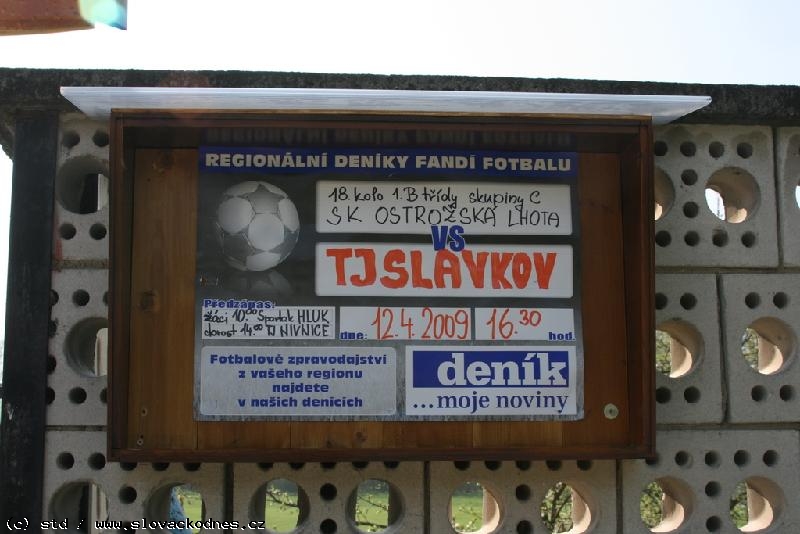 REGIONÁLNÍ DENÍKY FANDÍ FOTBALU
18. kolo 1.B třídy skupiny C
SK OSTROŽSKÁ LHOTA
VS
TJ SLAVKOV
Předzápas:
žáci 10.00 Spartak HLUK
dorost 14.00 TJ NIVNICE
dne: 12.4.2009 16.30 hod.
Fotbalové zpravodajství
z vašeho regionu
najdete
v našich denících
deník
...moje noviny
(c) std / www.slovackodnes.cz